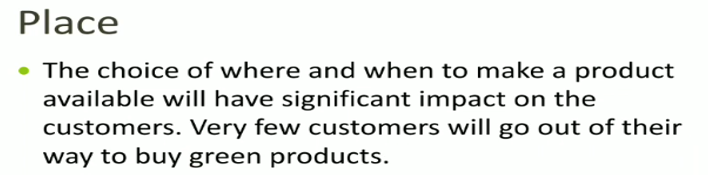 Place
• The choice of where and when to make a product
available will have significant impact on the
customers. Very few customers will go out of their
way to buy green products.